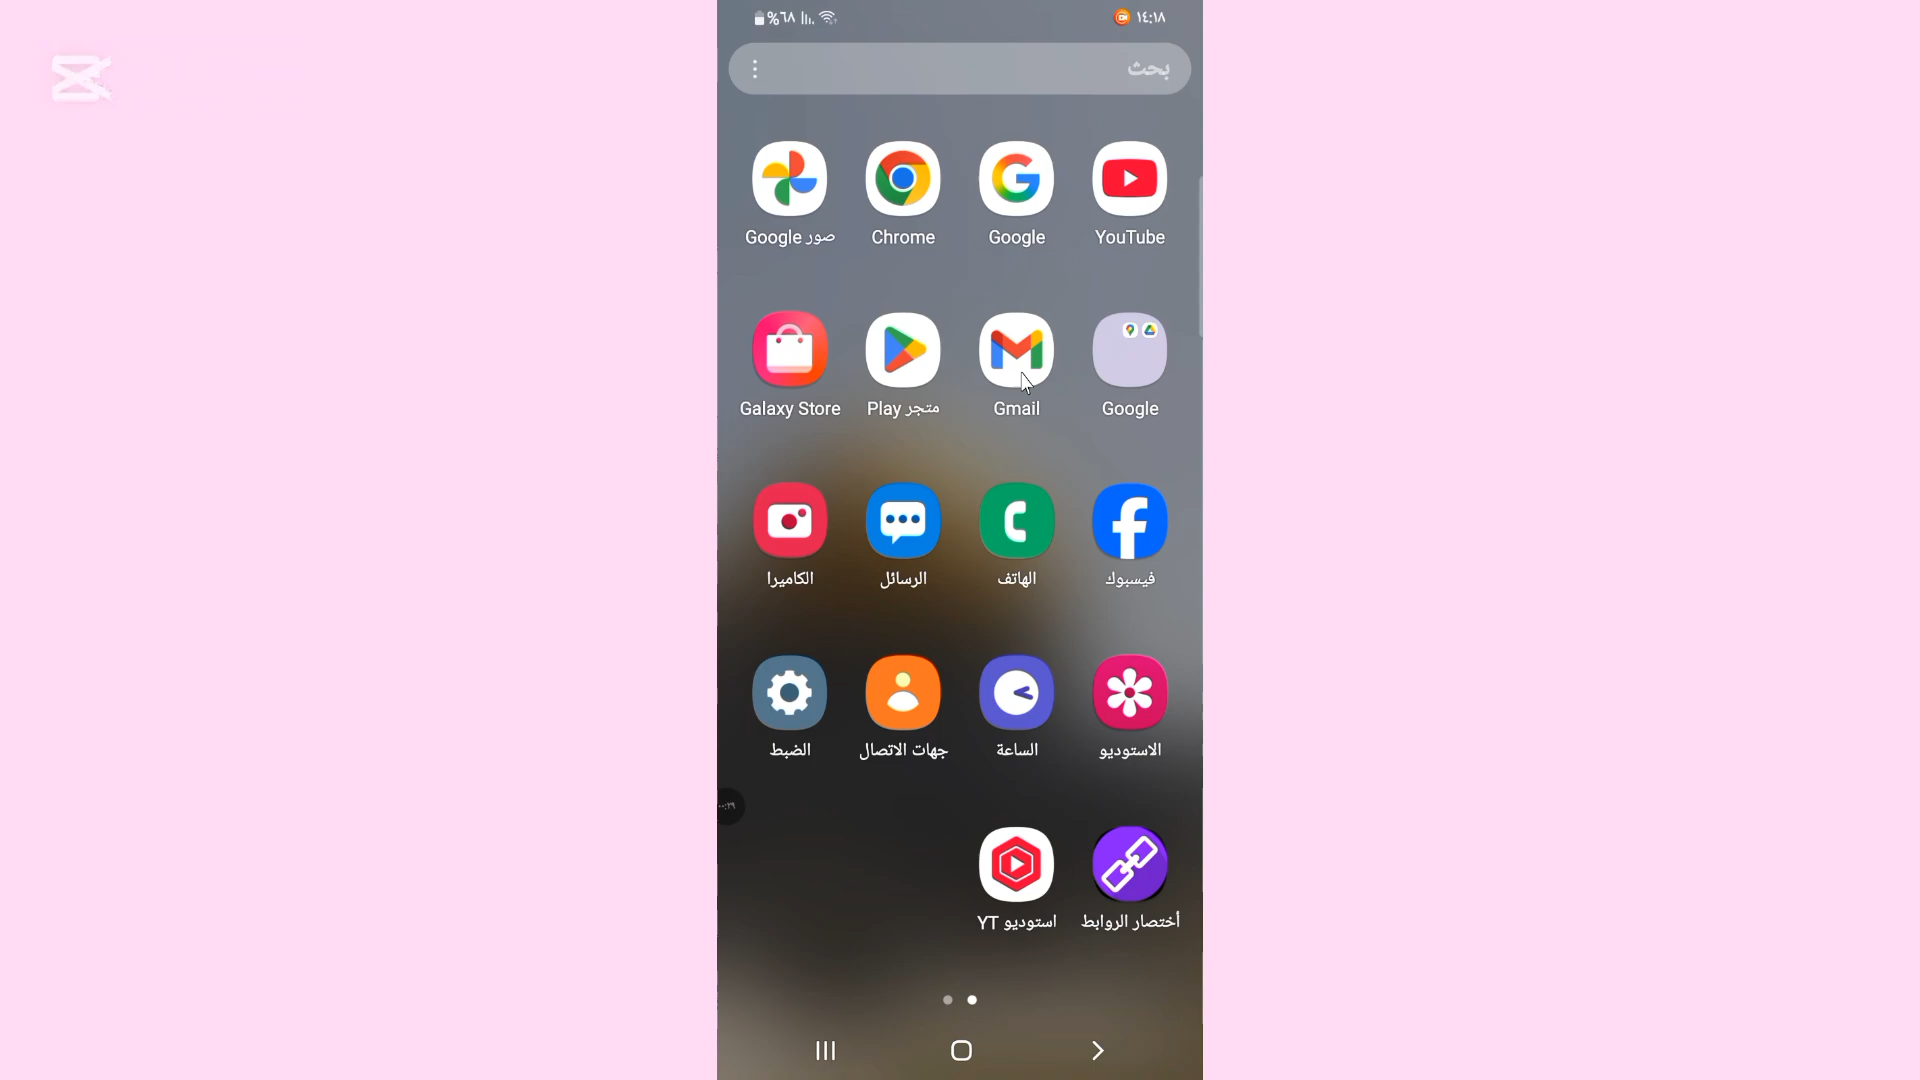 ١٤:١٨ %٦٨
بحث
YouTube
Google
Chrome
صور Google
Google
Gmail
متجر Play
Galaxy Store
فيسبوك
الهاتف
الرسائل
الكاميرا
الاستوديو
الساعة
جهات الاتصال
الضبط
أختصار الروابط
استوديو YT